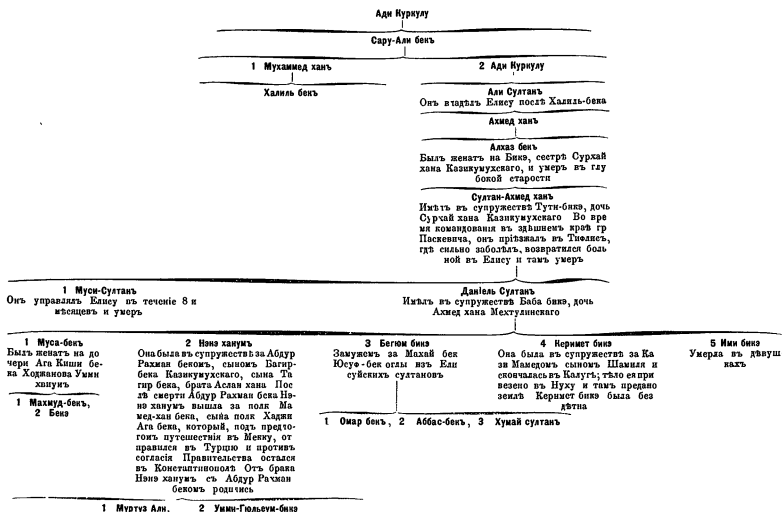 Ади Куркулу
Сару-Али бекъ
1 Мухаммед ханъ
2 Ади Куркулу
Халиль бекъ
Али Султанъ
Онъ владѣлъ Елису послѣ Халиль-бека
Ахмед ханъ
Алхаз бекъ
Былъ женатъ на Бикэ, сестрѣ Сурхай
хана Казикумухскаго, и умеръ въ глу
бокой старости
Султан-Ахмед ханъ
Имѣлъ въ супружествѣ Тути-бикэ, дочь
Сурхай хана Казикумухскаго Во вре
мя командованія въ здѣшнемъ краѣ гр
Паскевича, онъ пріѣзжалъ въ Тифлисъ,
гдѣ сильно заболѣлъ, возвратился боль
ной въ Елису и тамъ умеръ
1 Муси-Султанъ
Онъ управлялъ Елису въ теченіе 8 и
мѣсяцевъ и умеръ
Даніель Султанъ
Имѣлъ въ супружествѣ Баба бикэ, дочь
Ахмед хана Мехтулинскаго
1 Муса-бекъ
Былъ женатъ на до
чери Ага Киши бе-
ка Ходжанова Умми
ханумъ
1 Махмуд-бекъ,
2 Бекэ
2 Нэнэ ханумъ
Она была въ супружествѣ за Абдур
Рахман бекомъ, сыномъ Багир-
бека Казикумухскаго, сына Та
гир бека, брата Аслан хана Пос
лѣ смерти Абдур Рахман бека Нэ-
нэ ханумъ вышла за полк Ма
мед-хан бека, сына полк Хаджи
Ага бека, который, подъ предло-
гомъ путешествія въ Мекку, от
правился въ Турцію и противъ
согласія Правительства остался
въ Константинополѣ Отъ брака
Нэнэ ханумъ съ Абдур Рахман
бекомъ родились
1 Муртуз Али,
2 Умми-Гюльсум-бикэ
3 Бегюм бикэ
Замужемъ за Махай бек
Юсуф-бек оглы изъ Ели
суйскихъ султановъ
1 Омар бекъ, 2 Аббас-бекъ, 3 Хумай султанъ
4 Керимет бикэ
Она была въ супружествѣ за Ка
зи Мамедомъ сыномъ Шамиля и
скончалась въ Калугѣ; тѣло ея при
везено въ Нуху и тамъ предано
землѣ Керимет бикэ была без
дѣтна
5 Ими бикэ
Умерла въ дѣвуш
кахъ